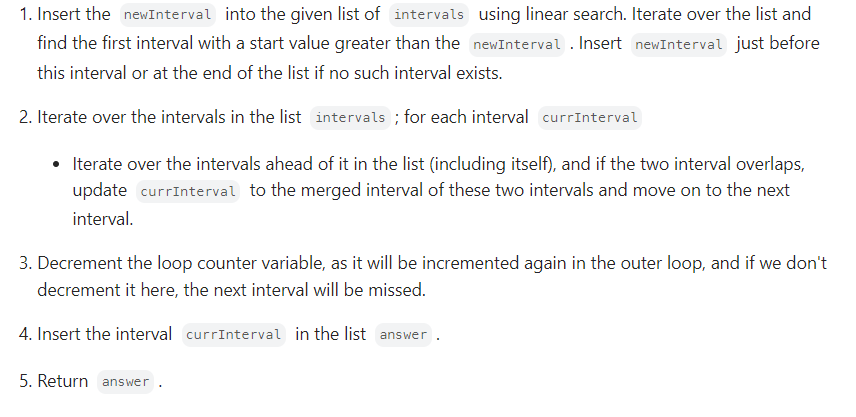 1. Insert the newInterval into the given list of intervals using linear search. Iterate over the list and
find the first interval with a start value greater than the newInterval . Insert newInterval just before
this interval or at the end of the list if no such interval exists.
2. Iterate over the intervals in the list intervals ; for each interval currInterval
• Iterate over the intervals ahead of it in the list (including itself), and if the two interval overlaps,
update currInterval to the merged interval of these two intervals and move on to the next
interval.
3. Decrement the loop counter variable, as it will be incremented again in the outer loop, and if we don't
decrement it here, the next interval will be missed.
4. Insert the interval currInterval in the list answer .
5. Return answer .